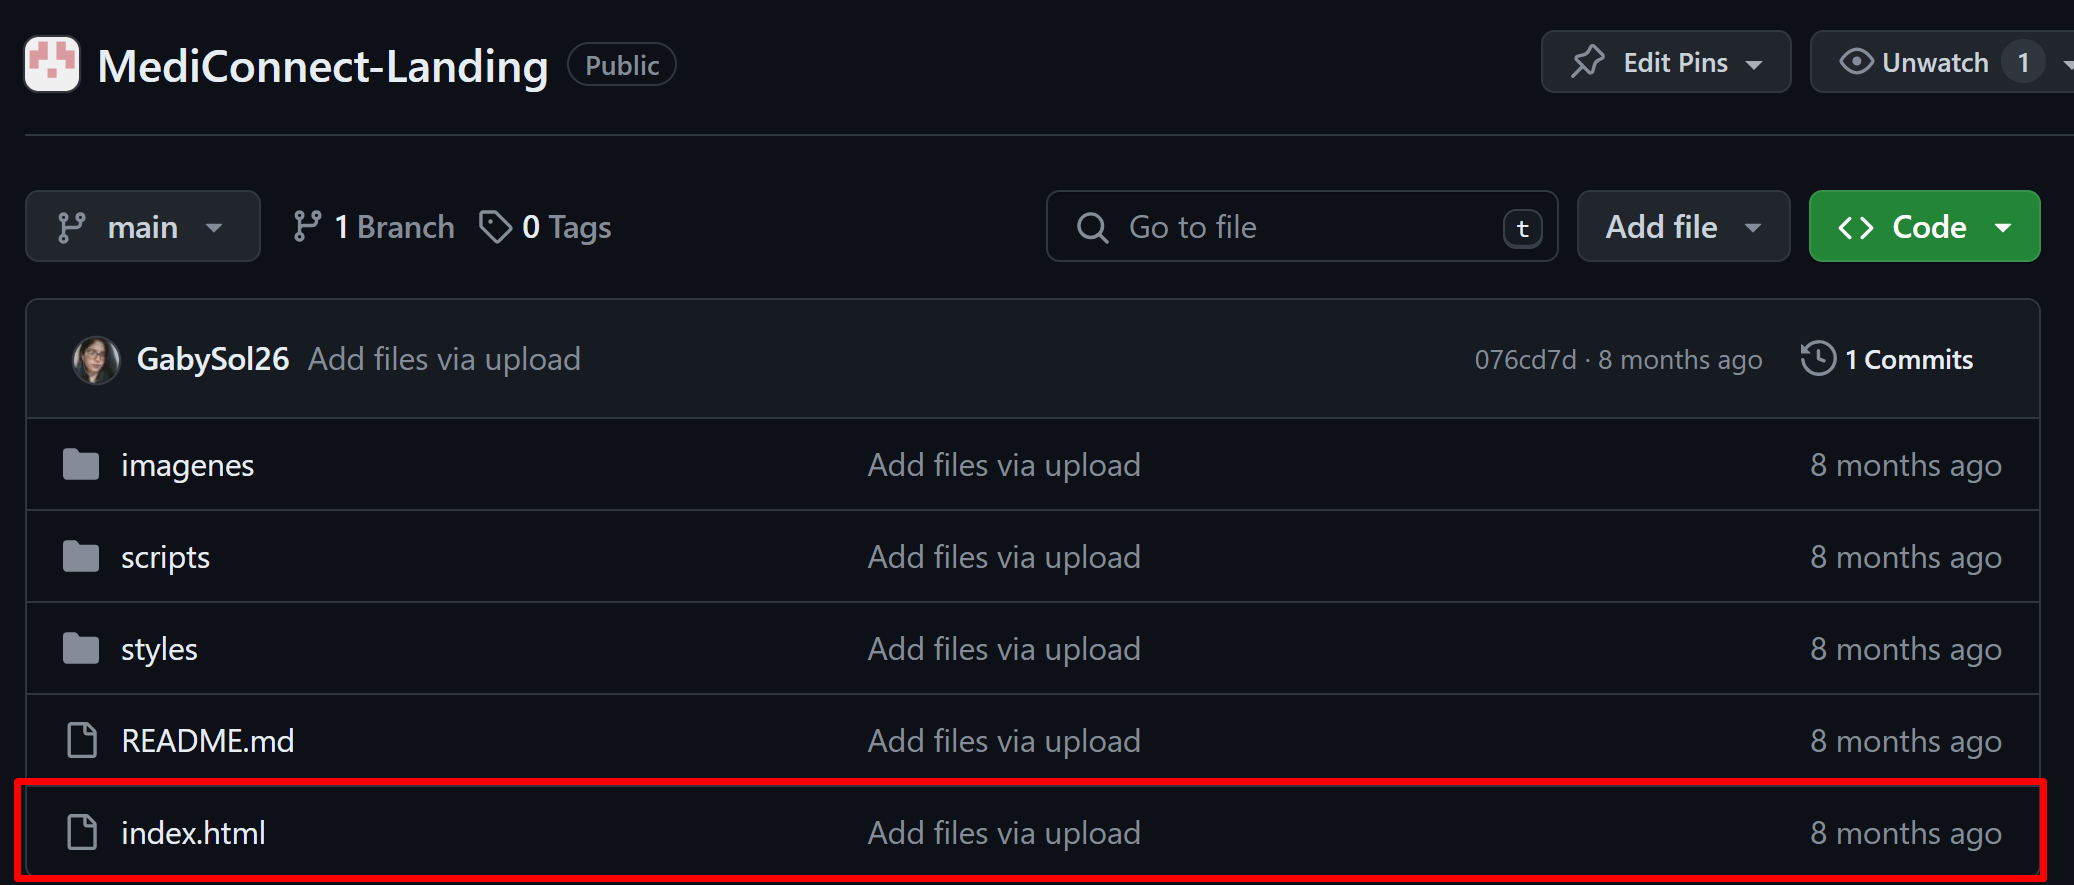 MediConnect-Landing Public Edit Pins Unwatch 1
main 1 Branch 0 Tags Go to file t Add file Code
GabySol26 Add files via upload 076cd7d · 8 months ago 1 Commits
imagenes Add files via upload 8 months ago
scripts Add files via upload 8 months ago
styles Add files via upload 8 months ago
README.md Add files via upload 8 months ago
index.html Add files via upload 8 months ago